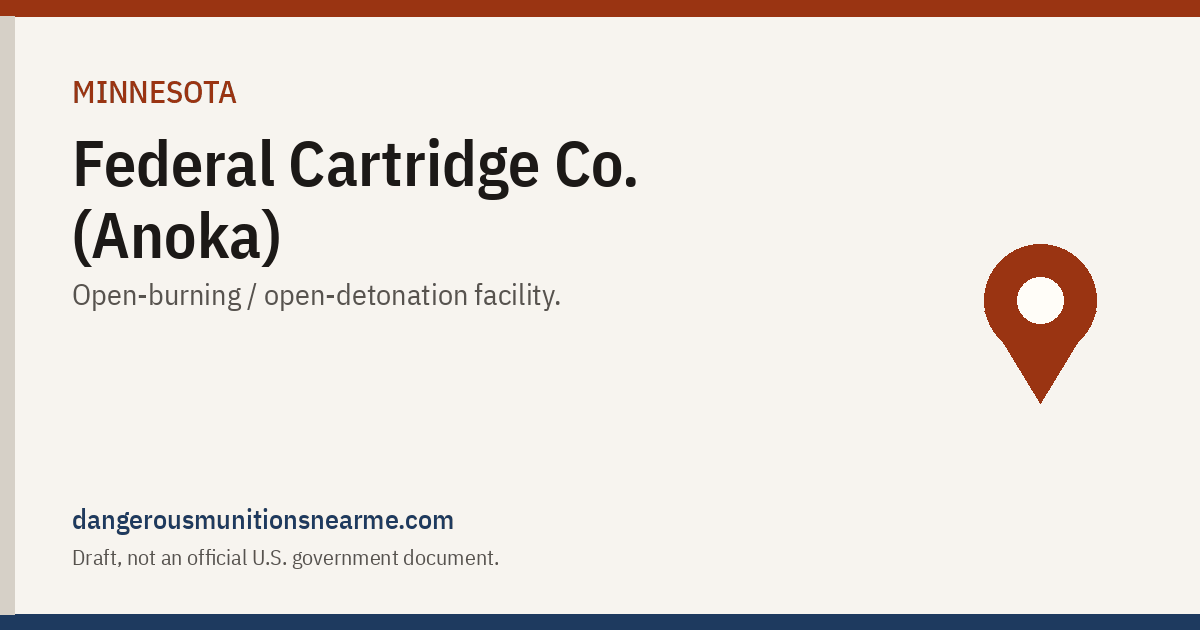 MINNESOTA
Federal Cartridge Co.
(Anoka)
Open-burning / open-detonation facility.
dangerousmunitionsnearme.com
Draft, not an official U.S. government document.